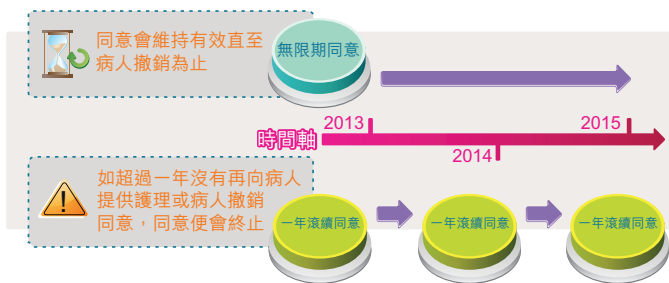 同意會維持有效直至
病人撤銷為止
無限期同意
時間軸
2013
2014
2015
如超過一年沒有再向病人
提供護理或病人撤銷
同意，同意便會終止
一年滾續同意
一年滾續同意
一年滾續同意